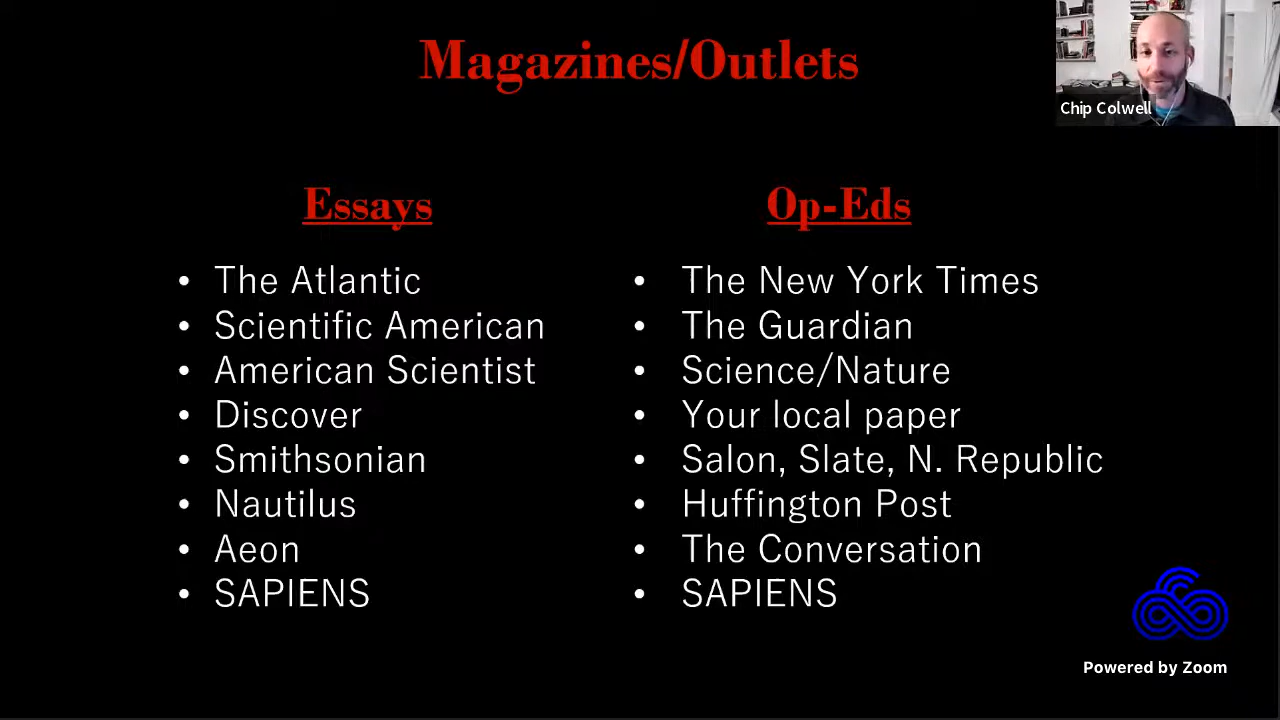 Magazines/Outlets
Chip Colwell
Essays
• The Atlantic
• Scientific American
• American Scientist
• Discover
• Smithsonian
• Nautilus
• Aeon
• SAPIENS
Op-Eds
• The New York Times
• The Guardian
• Science/Nature
• Your local paper
• Salon, Slate, N. Republic
• Huffington Post
• The Conversation
• SAPIENS
Powered by Zoom